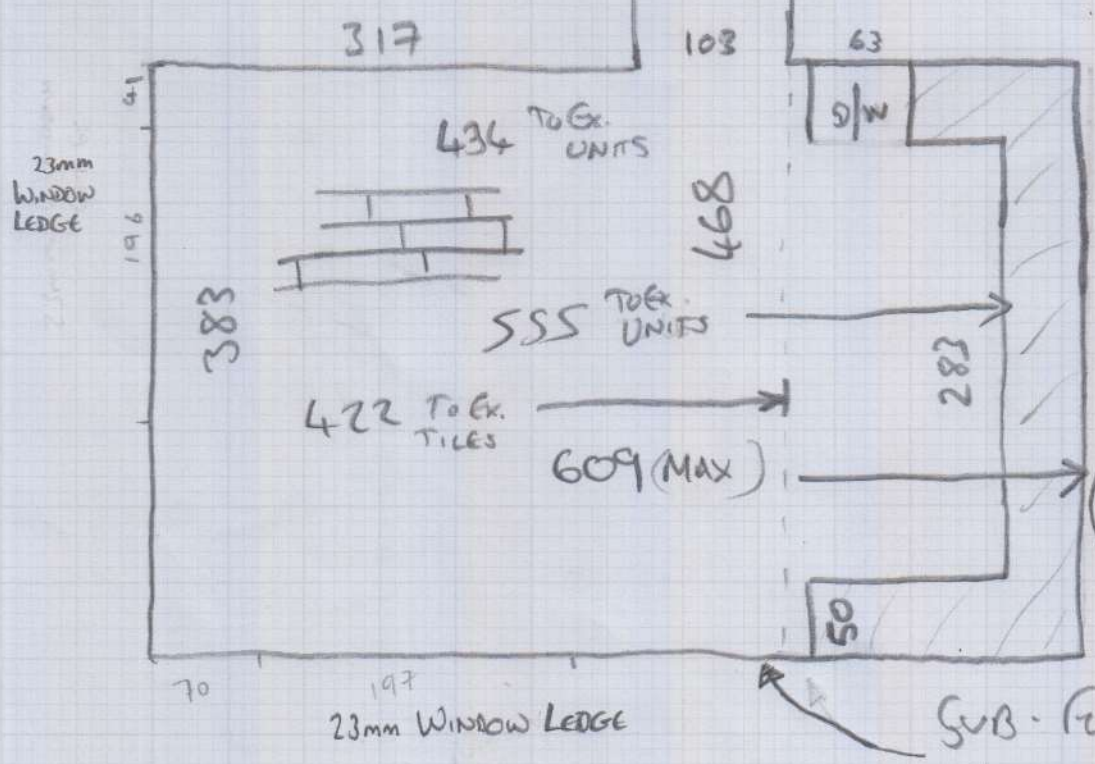 317
103
63
41
D/W
434 To Ex.
UNITS
23mm
WINDOW
LEDGE
196
468
383
555 To Ex.
UNITS
283
422 To Ex.
TILES
609 (MAX)
50
70
197
23mm WINDOW LEDGE
SUB-